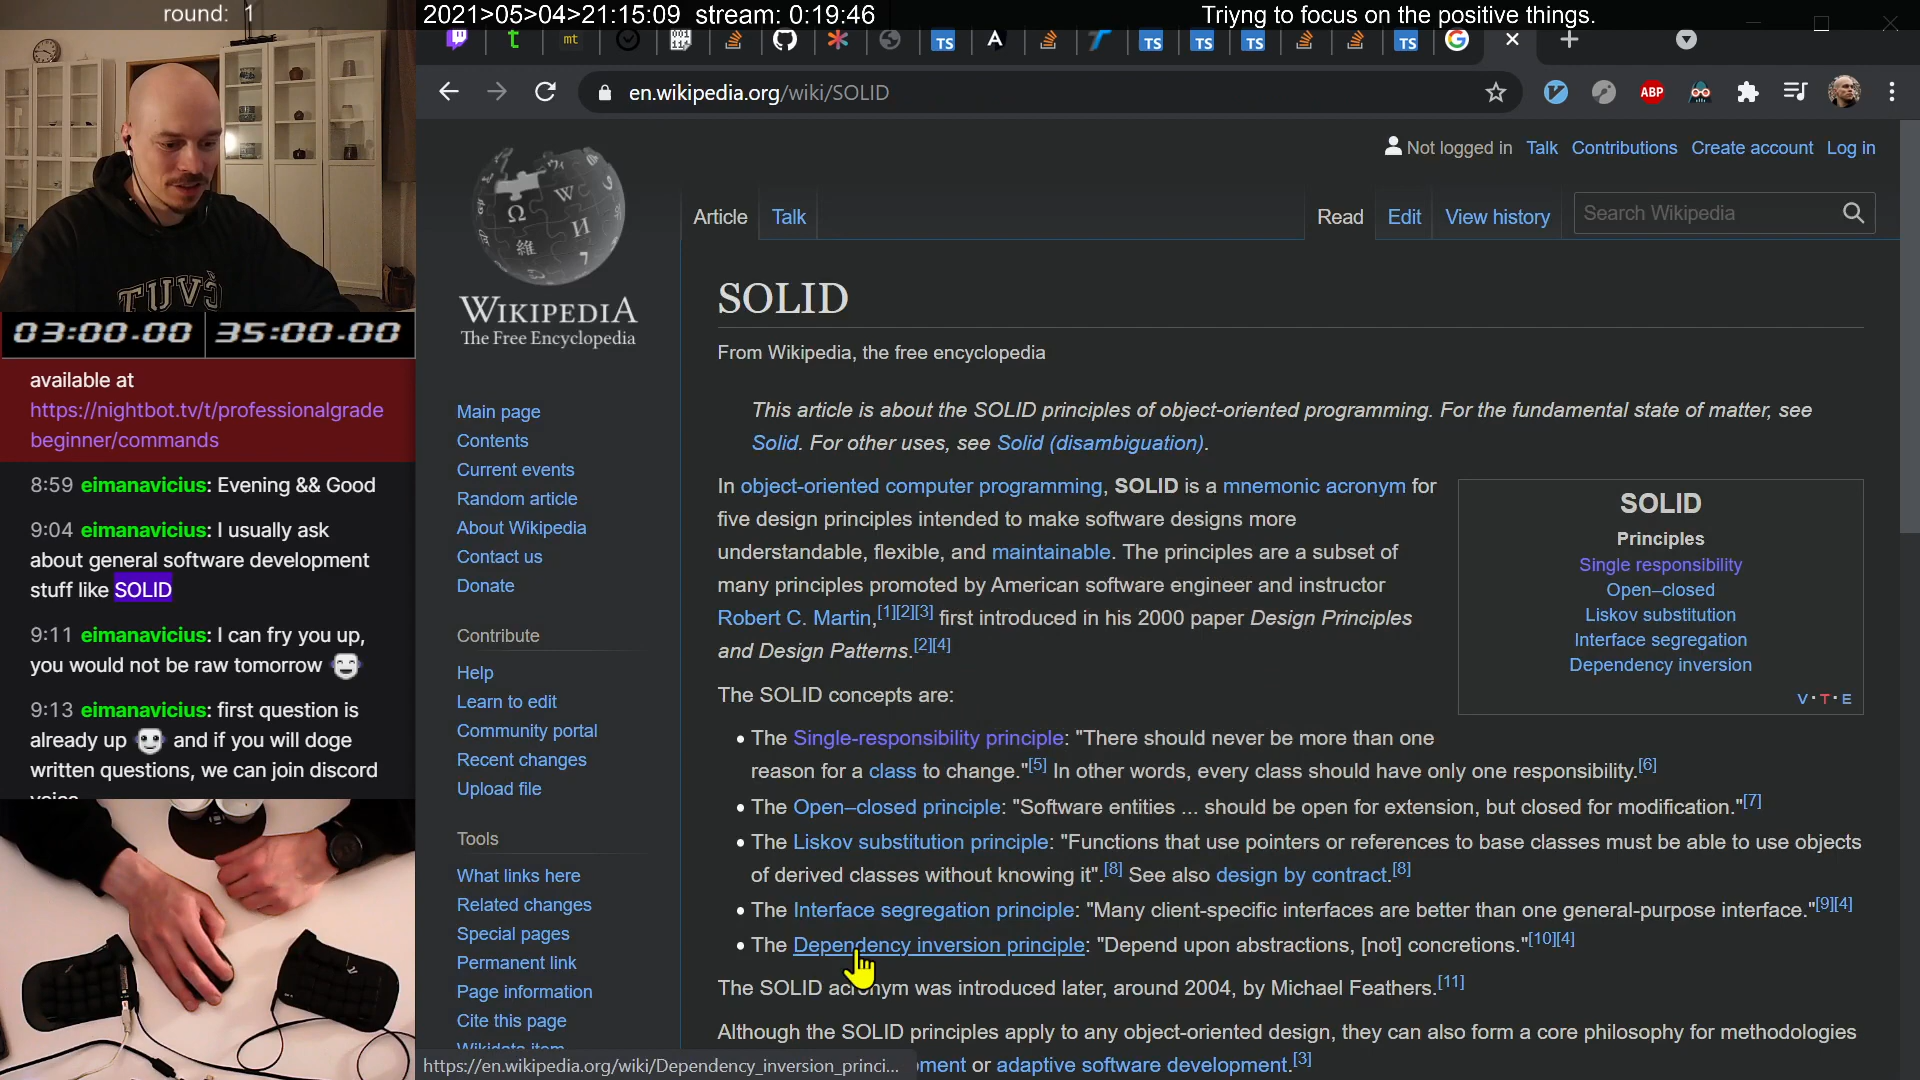 round: 1
2021>05>04>21:15:09 stream: 0:19:46
Triyng to focus on the positive things.
en.wikipedia.org/wiki/SOLID
ABP
03:00.00 35:00.00
available at
https://nightbot.tv/t/professionalgrade
beginner/commands
8:59 eimanavicius: Evening && Good
9:04 eimanavicius: I usually ask
about general software development
stuff like SOLID
9:11 eimanavicius: I can fry you up,
you would not be raw tomorrow
9:13 eimanavicius: first question is
already up and if you will doge
written questions, we can join discord
WIKIPEDIA
The Free Encyclopedia
Main page
Contents
Current events
Random article
About Wikipedia
Contact us
Donate
Contribute
Help
Learn to edit
Community portal
Recent changes
Upload file
Tools
What links here
Related changes
Special pages
Permanent link
Page information
Cite this page
Wikidata item
Not logged in Talk Contributions Create account Log in
Article Talk Read Edit View history Search Wikipedia
SOLID
From Wikipedia, the free encyclopedia
This article is about the SOLID principles of object-oriented programming. For the fundamental state of matter, see
Solid. For other uses, see Solid (disambiguation).
In object-oriented computer programming, SOLID is a mnemonic acronym for
five design principles intended to make software designs more
understandable, flexible, and maintainable. The principles are a subset of
many principles promoted by American software engineer and instructor
Robert C. Martin,[1][2][3] first introduced in his 2000 paper Design Principles
and Design Patterns.[2][4]
SOLID
Principles
Single responsibility
Open–closed
Liskov substitution
Interface segregation
Dependency inversion
V·T·E
The SOLID concepts are:
• The Single-responsibility principle: "There should never be more than one
reason for a class to change."[5] In other words, every class should have only one responsibility.[6]
• The Open–closed principle: "Software entities ... should be open for extension, but closed for modification."[7]
• The Liskov substitution principle: "Functions that use pointers or references to base classes must be able to use objects
of derived classes without knowing it".[8] See also design by contract.[8]
• The Interface segregation principle: "Many client-specific interfaces are better than one general-purpose interface."[9][4]
• The Dependency inversion principle: "Depend upon abstractions, [not] concretions."[10][4]
The SOLID acronym was introduced later, around 2004, by Michael Feathers.[11]
Although the SOLID principles apply to any object-oriented design, they can also form a core philosophy for methodologies
https://en.wikipedia.org/wiki/Dependency_inversion_princi... ment or adaptive software development.[3]